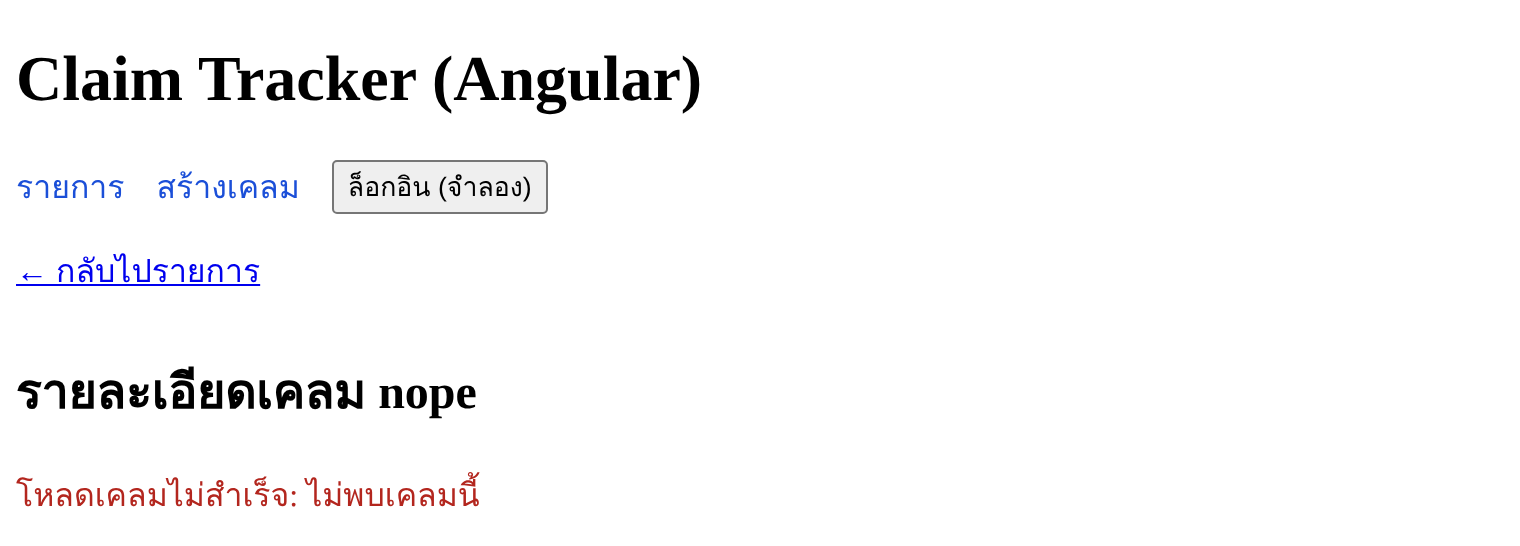 Claim Tracker (Angular)
รายการ สร้างเคลม ล็อกอิน (จำลอง)
← กลับไปรายการ
รายละเอียดเคลม nope
โหลดเคลมไม่สำเร็จ: ไม่พบเคลมนี้